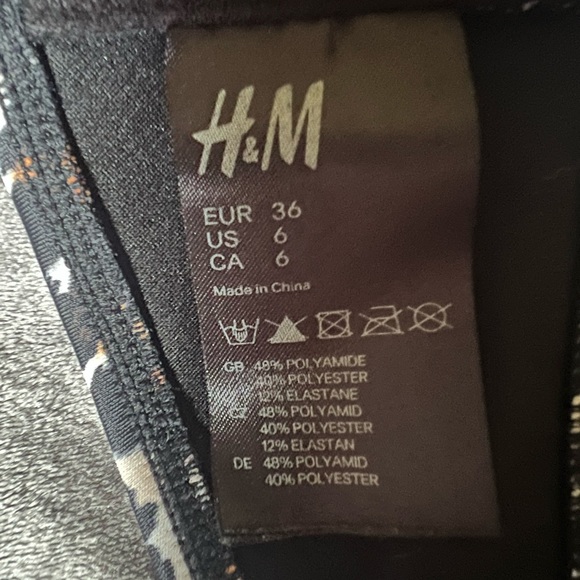 H&M
EUR 36
US 6
CA 6
Made in China
GB 48% POLYAMIDE
40% POLYESTER
12% ELASTANE
CZ 48% POLYAMID
40% POLYESTER
12% ELASTAN
DE 48% POLYAMID
40% POLYESTER